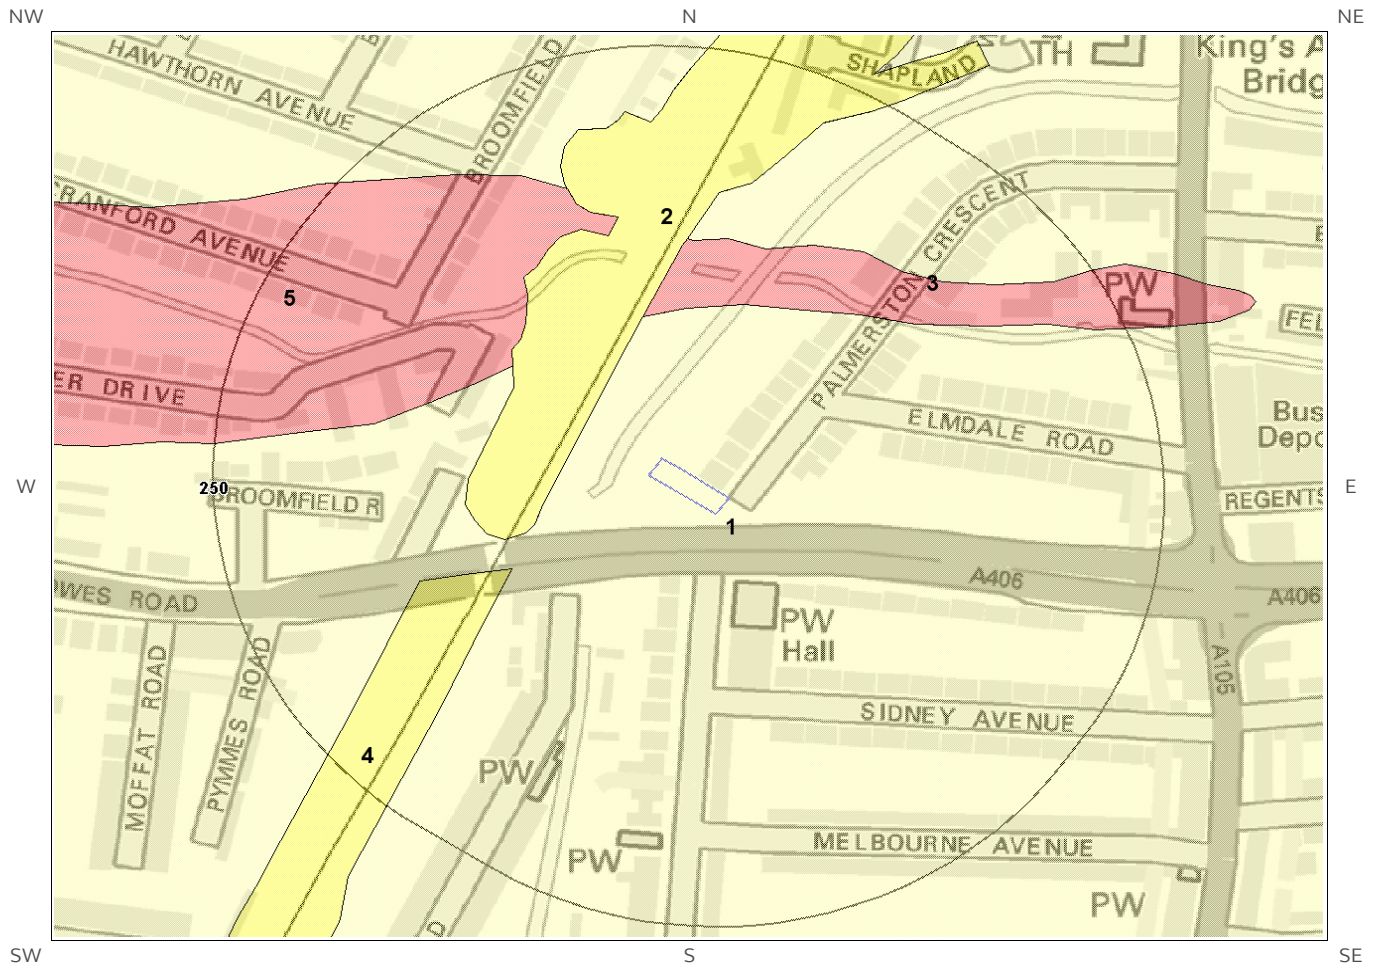 NW
N
NE
HAWTHORN AVENUE
BROOMFIELD
SHAPLAND
TH
King's A
Bridg
CRANFORD AVENUE
2
PALMERSTON CRESCENT
3
PW
5
FEL
ER DRIVE
ELMDALE ROAD
Bus
Depo
W
250
BROOMFIELD R
1
REGENTS
E
OWES ROAD
A406
A406
PW
Hall
MOFFAT ROAD
PYMMES ROAD
A105
SIDNEY AVENUE
4
PW
MELBOURNE AVENUE
PW
PW
D
SW
S
SE